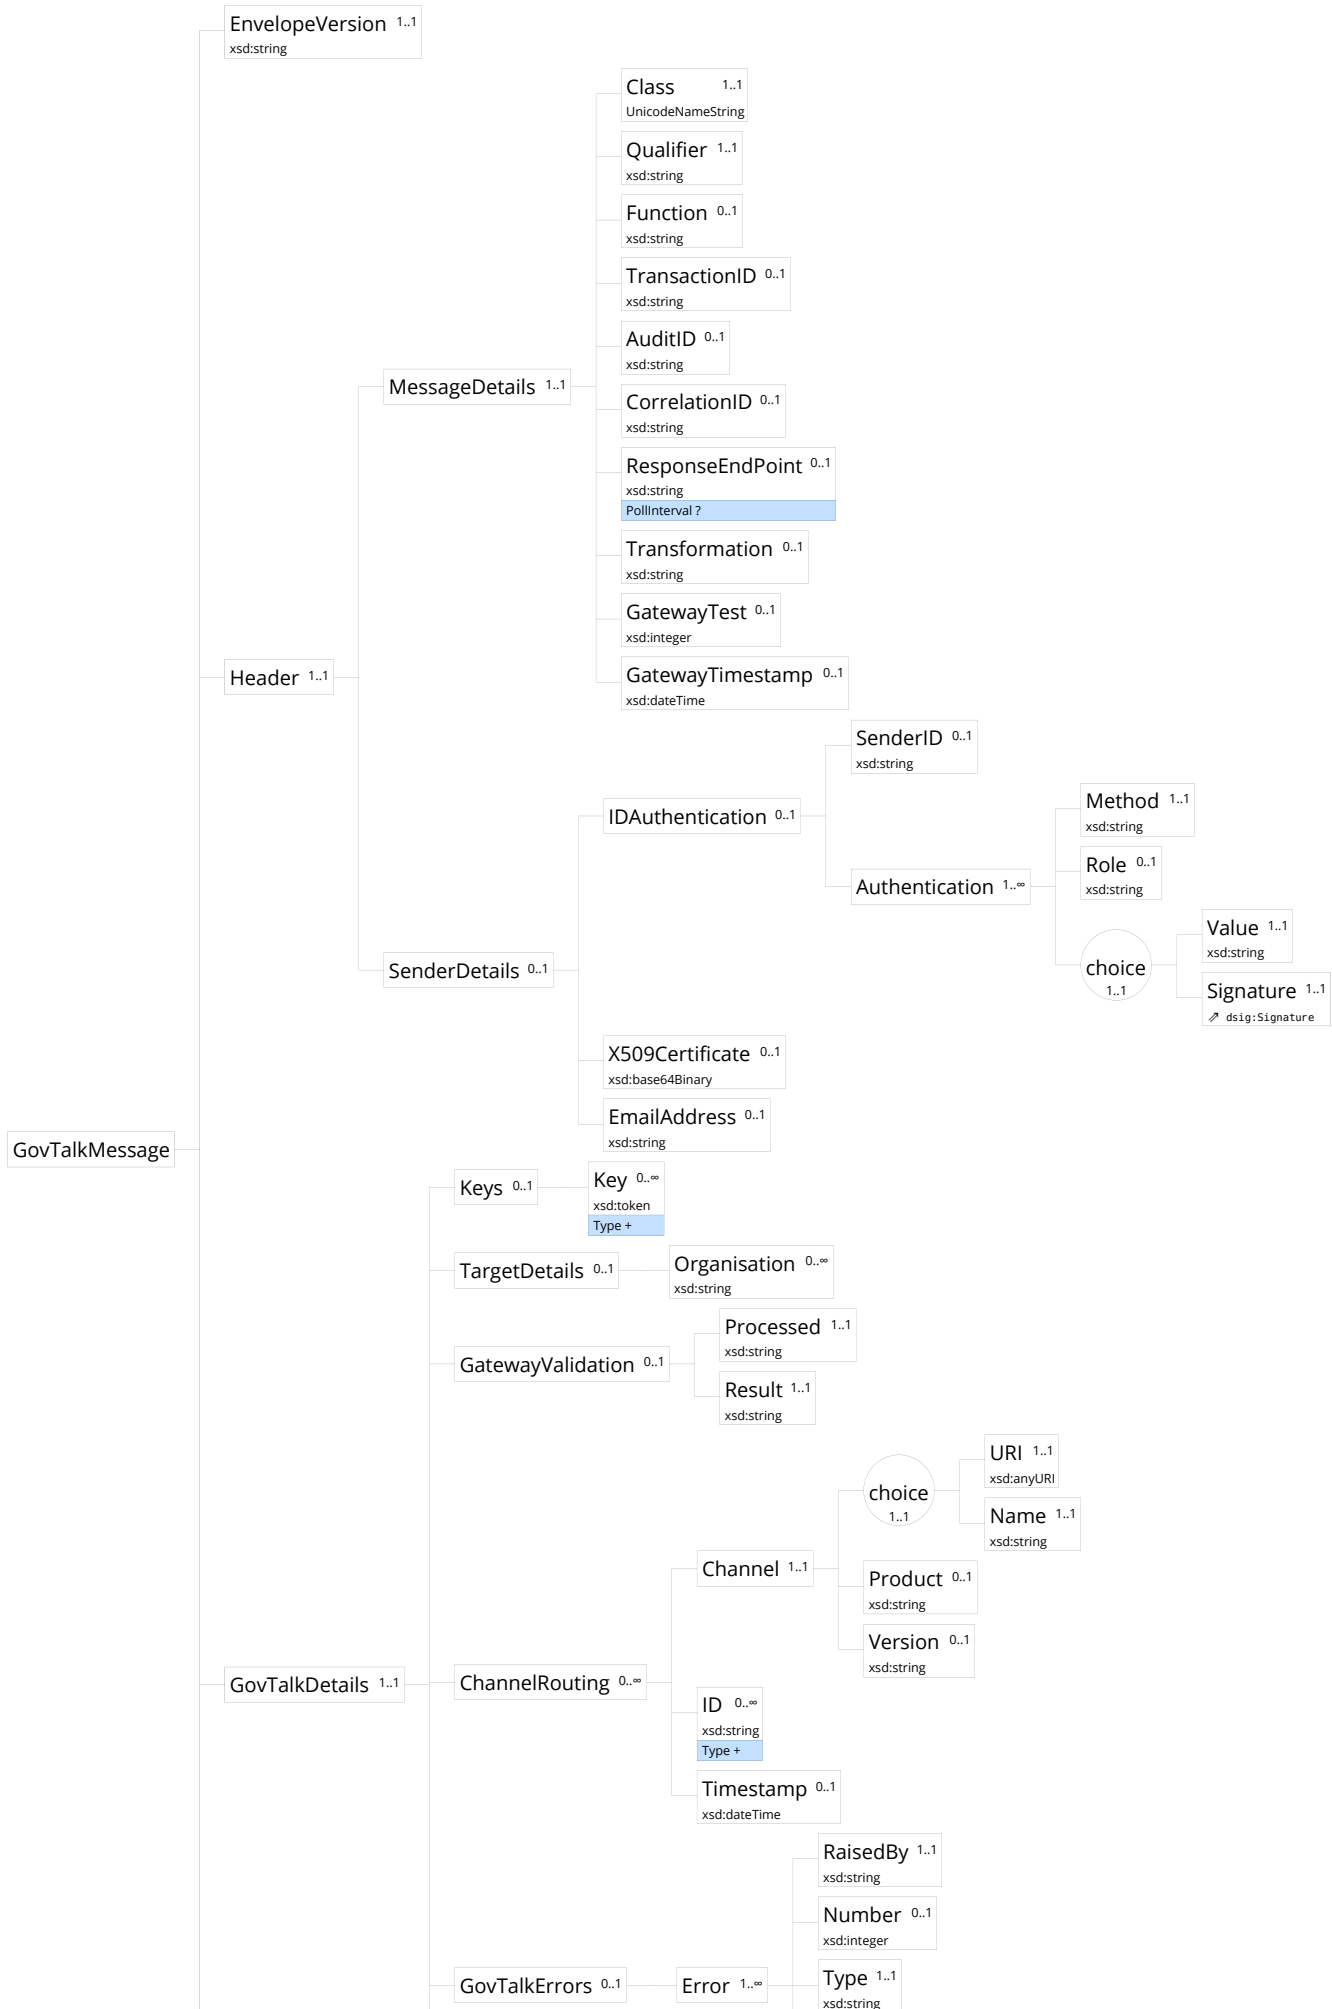 EnvelopeVersion 1..1
xsd:string
Class 1..1
UnicodeNameString
Qualifier 1..1
xsd:string
Function 0..1
xsd:string
TransactionID 0..1
xsd:string
AuditID 0..1
xsd:string
MessageDetails 1..1
CorrelationID 0..1
xsd:string
ResponseEndPoint 0..1
xsd:string
PollInterval ?
Transformation 0..1
xsd:string
GatewayTest 0..1
xsd:integer
Header 1..1
GatewayTimestamp 0..1
xsd:dateTime
SenderID 0..1
xsd:string
IDAuthentication 0..1
Method 1..1
xsd:string
Role 0..1
xsd:string
Authentication 1..∞
Value 1..1
xsd:string
SenderDetails 0..1
choice
1..1
Signature 1..1
⇗ dsig:Signature
X509Certificate 0..1
xsd:base64Binary
EmailAddress 0..1
xsd:string
GovTalkMessage
Keys 0..1
Key 0..∞
xsd:token
Type +
TargetDetails 0..1
Organisation 0..∞
xsd:string
Processed 1..1
xsd:string
GatewayValidation 0..1
Result 1..1
xsd:string
URI 1..1
xsd:anyURI
choice
1..1
Name 1..1
xsd:string
Channel 1..1
Product 0..1
xsd:string
Version 0..1
xsd:string
GovTalkDetails 1..1
ChannelRouting 0..∞
ID 0..∞
xsd:string
Type +
Timestamp 0..1
xsd:dateTime
RaisedBy 1..1
xsd:string
Number 0..1
xsd:integer
GovTalkErrors 0..1
Error 1..∞
Type 1..1
xsd:string